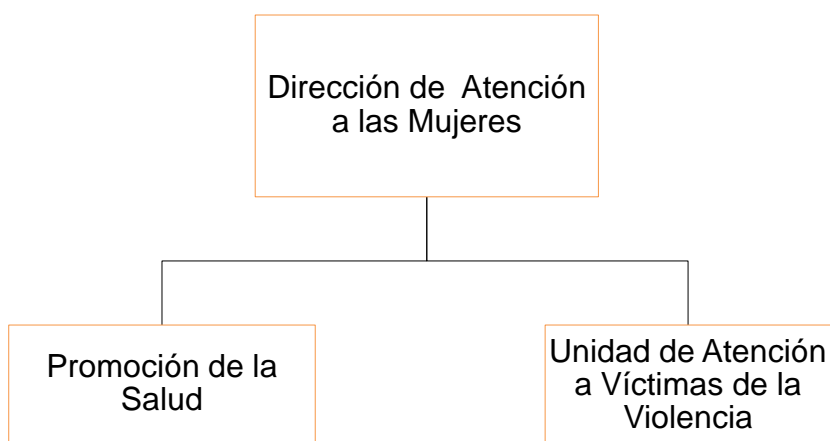 Dirección de Atención
a las Mujeres
Promoción de la
Salud
Unidad de Atención
a Víctimas de la
Violencia